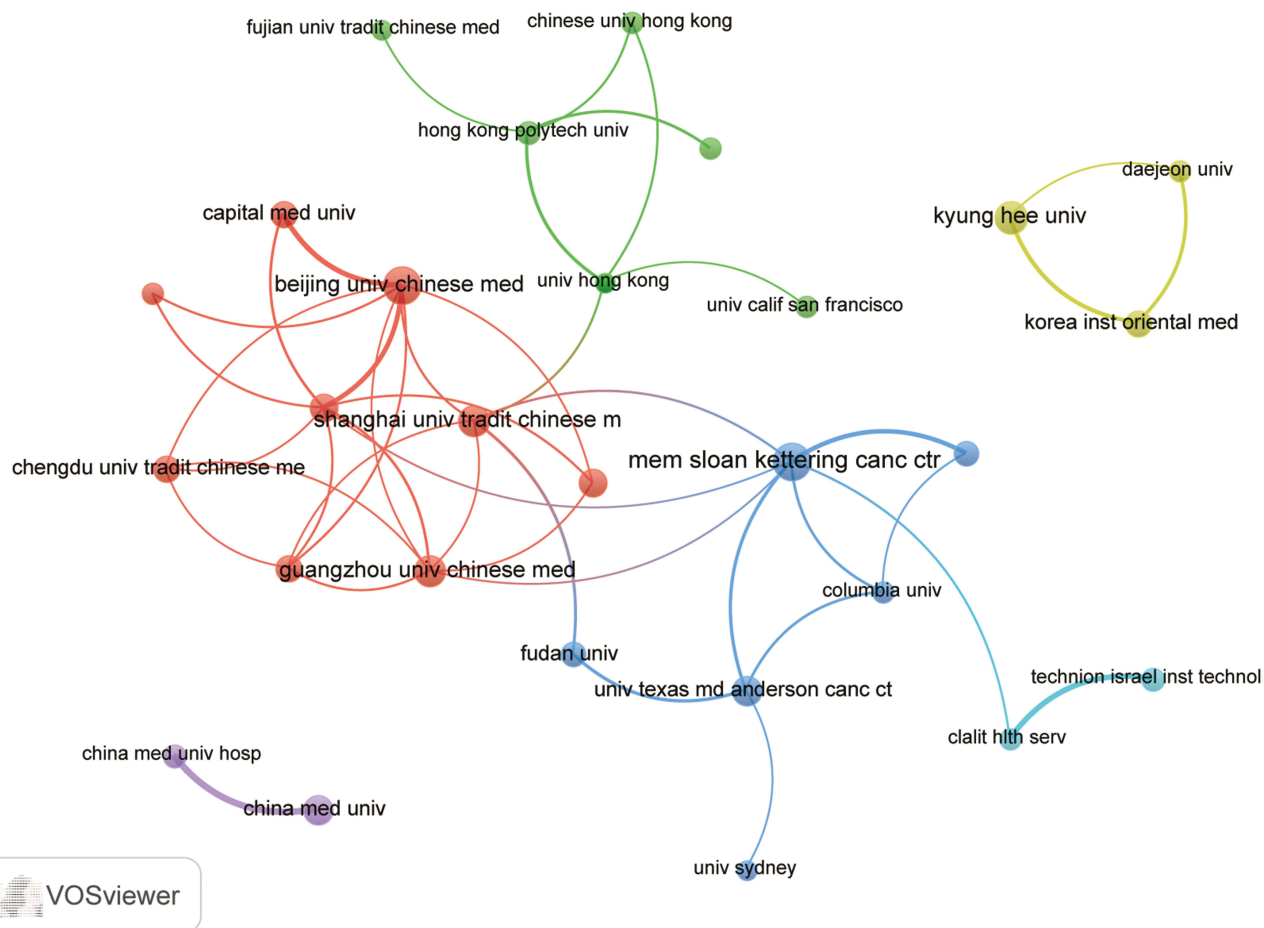 fujian univ tradit chinese med
chinese univ hong kong
hong kong polytech univ
daejeon univ
capital med univ
kyung hee univ
beijing univ chinese med
univ hong kong
univ calif san francisco
korea inst oriental med
shanghai univ tradit chinese m
mem sloan kettering canc ctr
chengdu univ tradit chinese me
guangzhou univ chinese med
columbia univ
fudan univ
technion israel inst technol
univ texas md anderson canc ct
clalit hlth serv
china med univ hosp
china med univ
univ sydney
VOSviewer